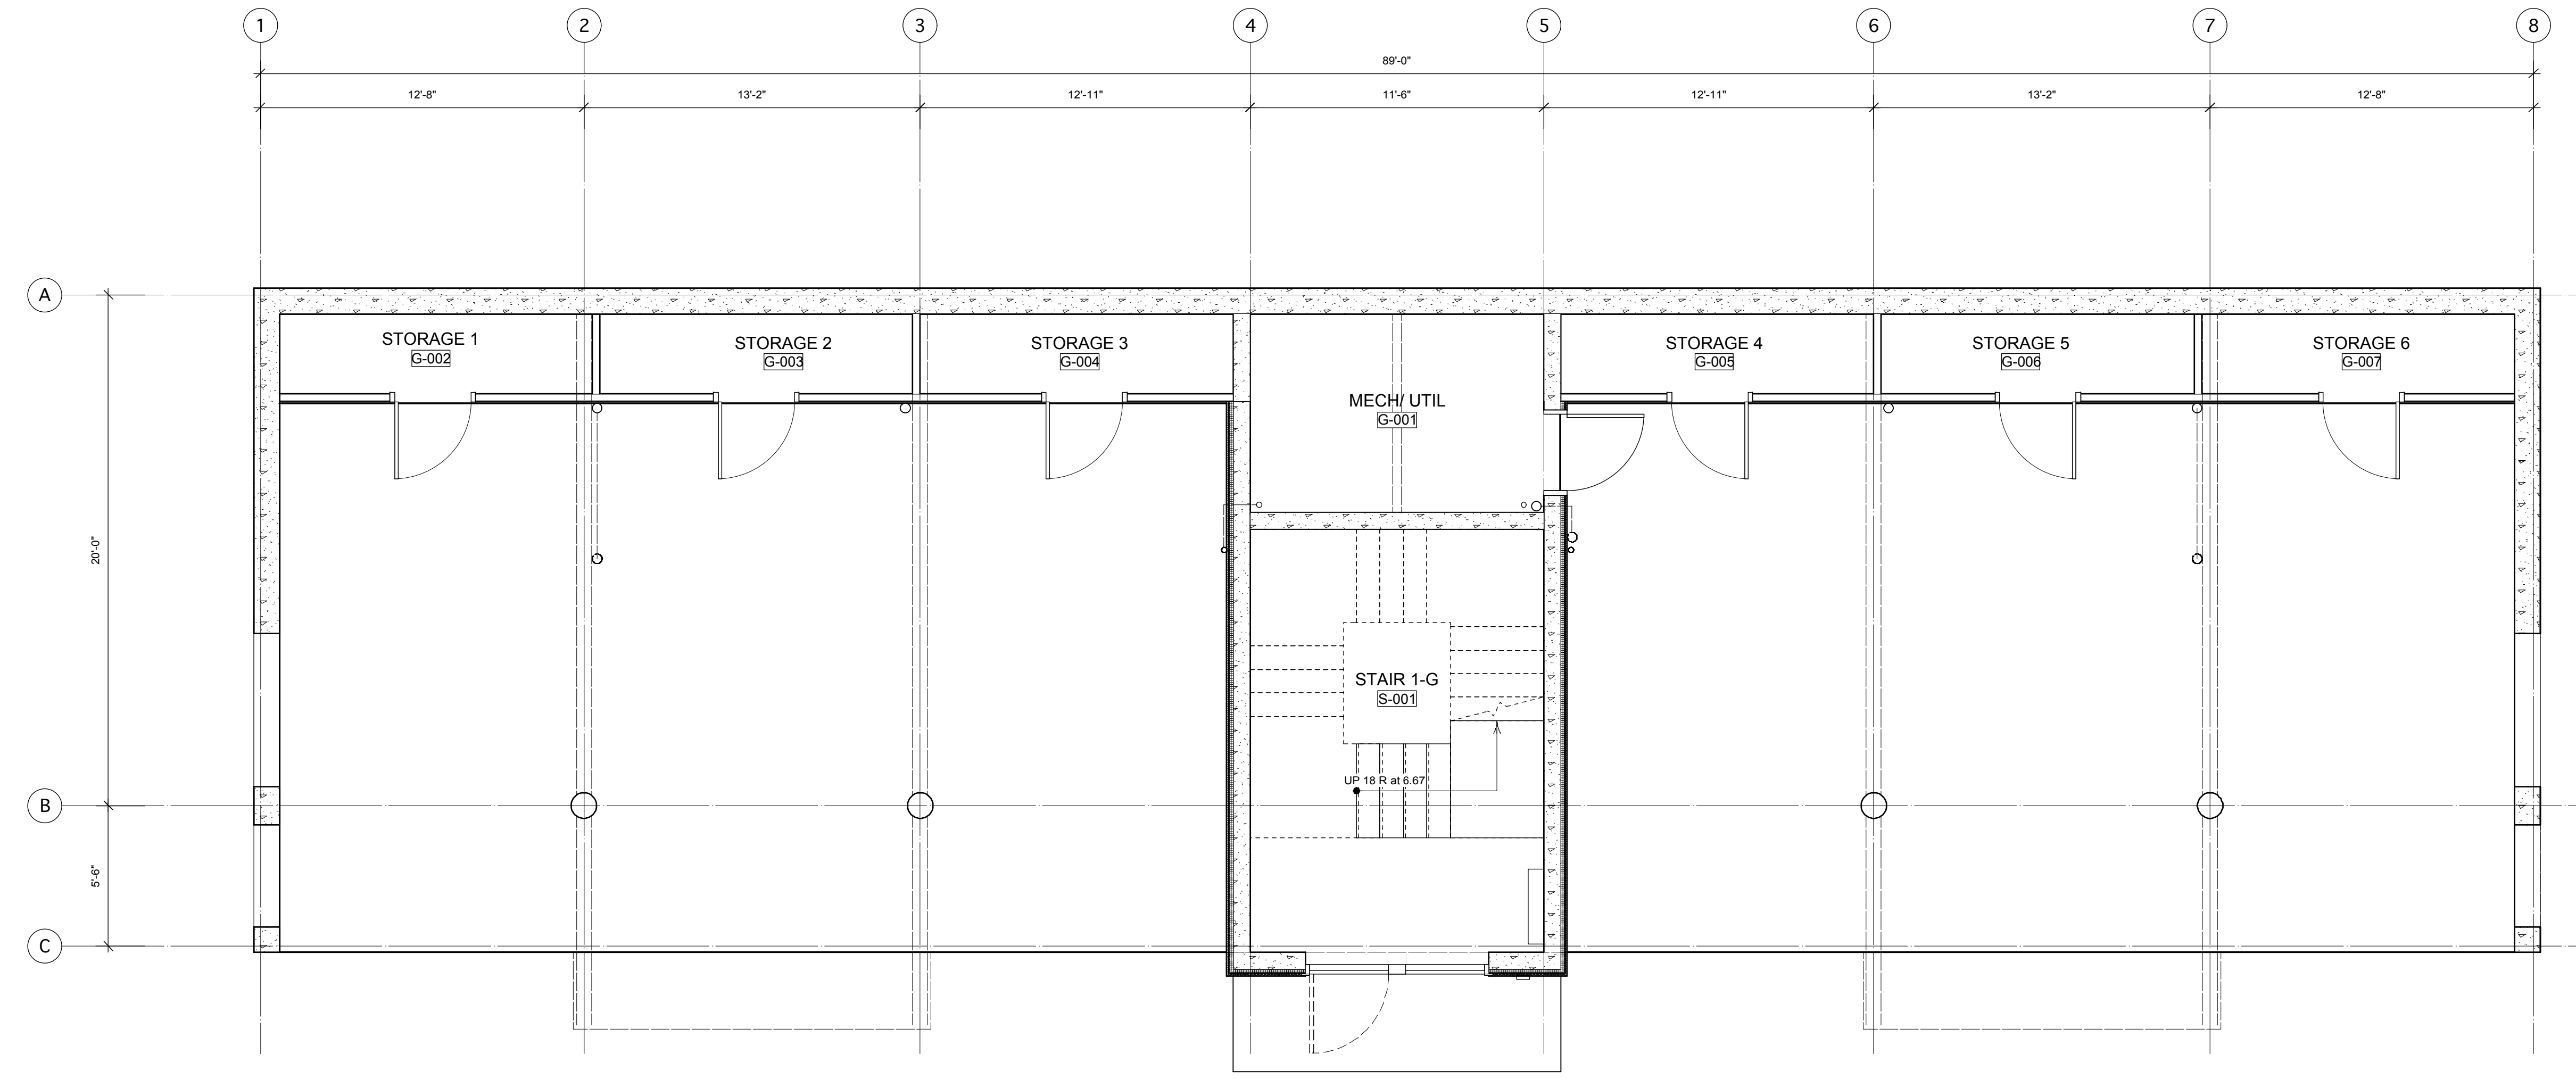 1 2 3 4 5 6 7 8
89'-0"
12'-8" 13'-2" 12'-11" 11'-6" 12'-11" 13'-2" 12'-8"
A
STORAGE 1
G-002
STORAGE 2
G-003
STORAGE 3
G-004
STORAGE 4
G-005
STORAGE 5
G-006
STORAGE 6
G-007
MECH/ UTIL
G-001
20'-0"
STAIR 1-G
S-001
UP 18 R at 6.67
B
5'-6"
C